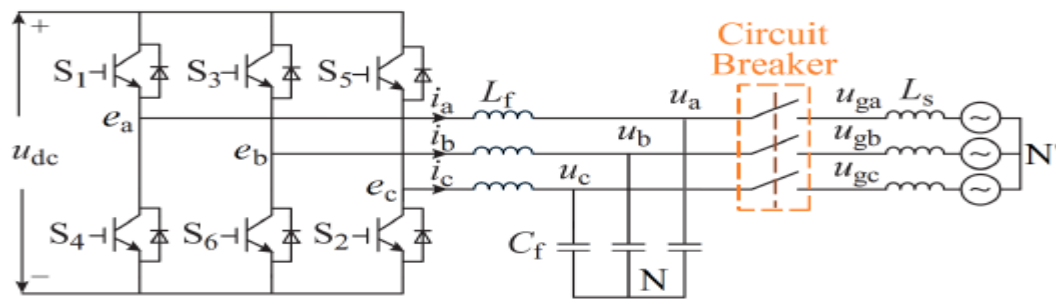 Circuit
Breaker
+
S1 S3 S5
ia Lf ua uga Ls
ea
ib ub ugb
udc eb N'
ic uc ugc
ec
S4 S6 S2
Cf
N
−